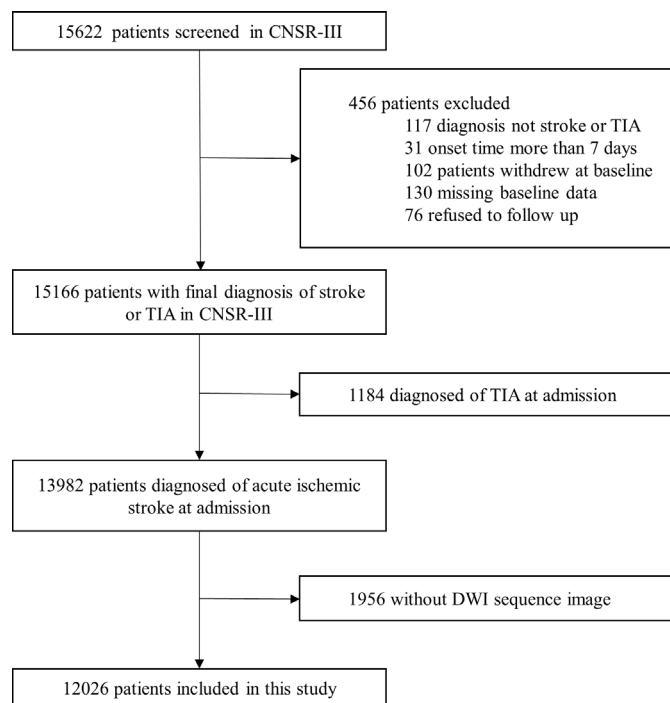 15622 patients screened in CNSR-III
456 patients excluded
117 diagnosis not stroke or TIA
31 onset time more than 7 days
102 patients withdrew at baseline
130 missing baseline data
76 refused to follow up
15166 patients with final diagnosis of stroke
or TIA in CNSR-III
1184 diagnosed of TIA at admission
13982 patients diagnosed of acute ischemic
stroke at admission
1956 without DWI sequence image
12026 patients included in this study